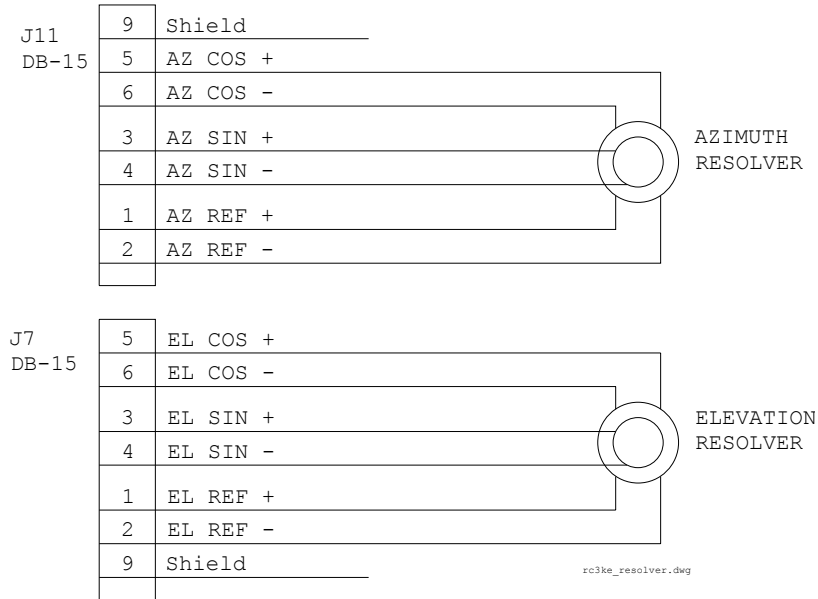 J11
DB-15
9 Shield
5 AZ COS +
6 AZ COS -
3 AZ SIN +
4 AZ SIN -
1 AZ REF +
2 AZ REF -
AZIMUTH
RESOLVER
J7
DB-15
5 EL COS +
6 EL COS -
3 EL SIN +
4 EL SIN -
1 EL REF +
2 EL REF -
9 Shield
ELEVATION
RESOLVER
rc3ke_resolver.dwg